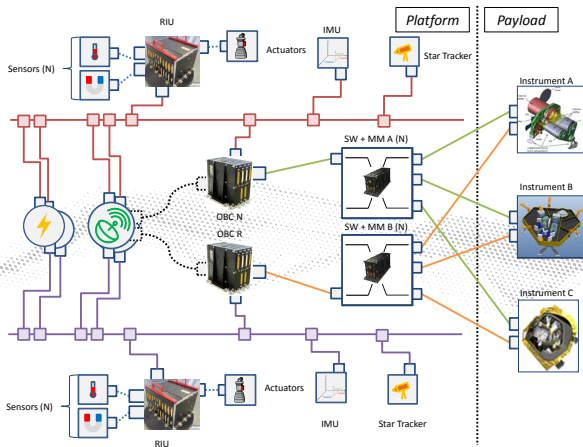 RIU
Platform
Payload
Sensors (N)
Actuators
IMU
Star Tracker
Instrument A
SW + MM A (N)
OBC N
Instrument B
OBC R
SW + MM B (N)
Instrument C
Sensors (N)
Actuators
IMU
Star Tracker
RIU